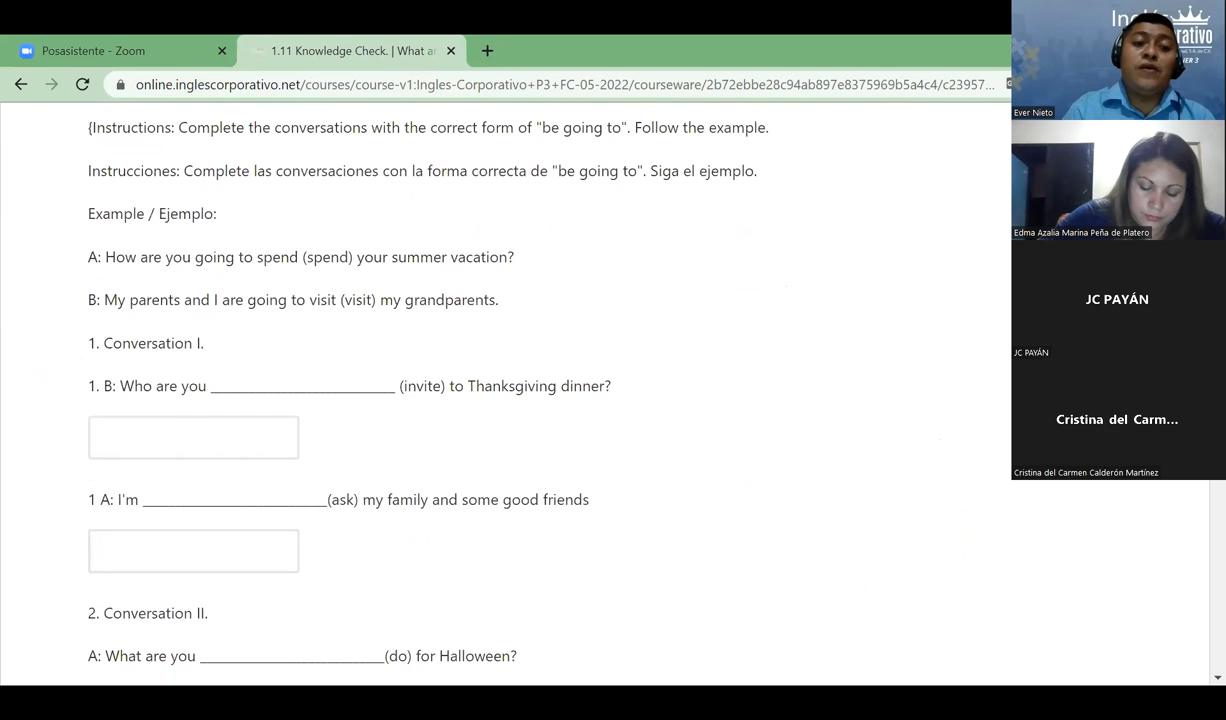 Posasistente - Zoom
1.11 Knowledge Check. | What ar
online.inglescorporativo.net/courses/course-v1:Ingles-Corporativo+P3+FC-05-2022/courseware/2b72ebbe28c94ab897e8375969b5a4c4/c23957...
{Instructions: Complete the conversations with the correct form of "be going to". Follow the example.
Instrucciones: Complete las conversaciones con la forma correcta de "be going to". Siga el ejemplo.
Example / Ejemplo:
A: How are you going to spend (spend) your summer vacation?
B: My parents and I are going to visit (visit) my grandparents.
1. Conversation I.
1. B: Who are you __________________________ (invite) to Thanksgiving dinner?
1 A: I'm __________________________(ask) my family and some good friends
2. Conversation II.
A: What are you __________________________(do) for Halloween?
Ever Nieto
Edma Azalia Marina Peña de Platero
JC PAYÁN
JC PAYÁN
Cristina del Carm...
Cristina del Carmen Calderón Martínez